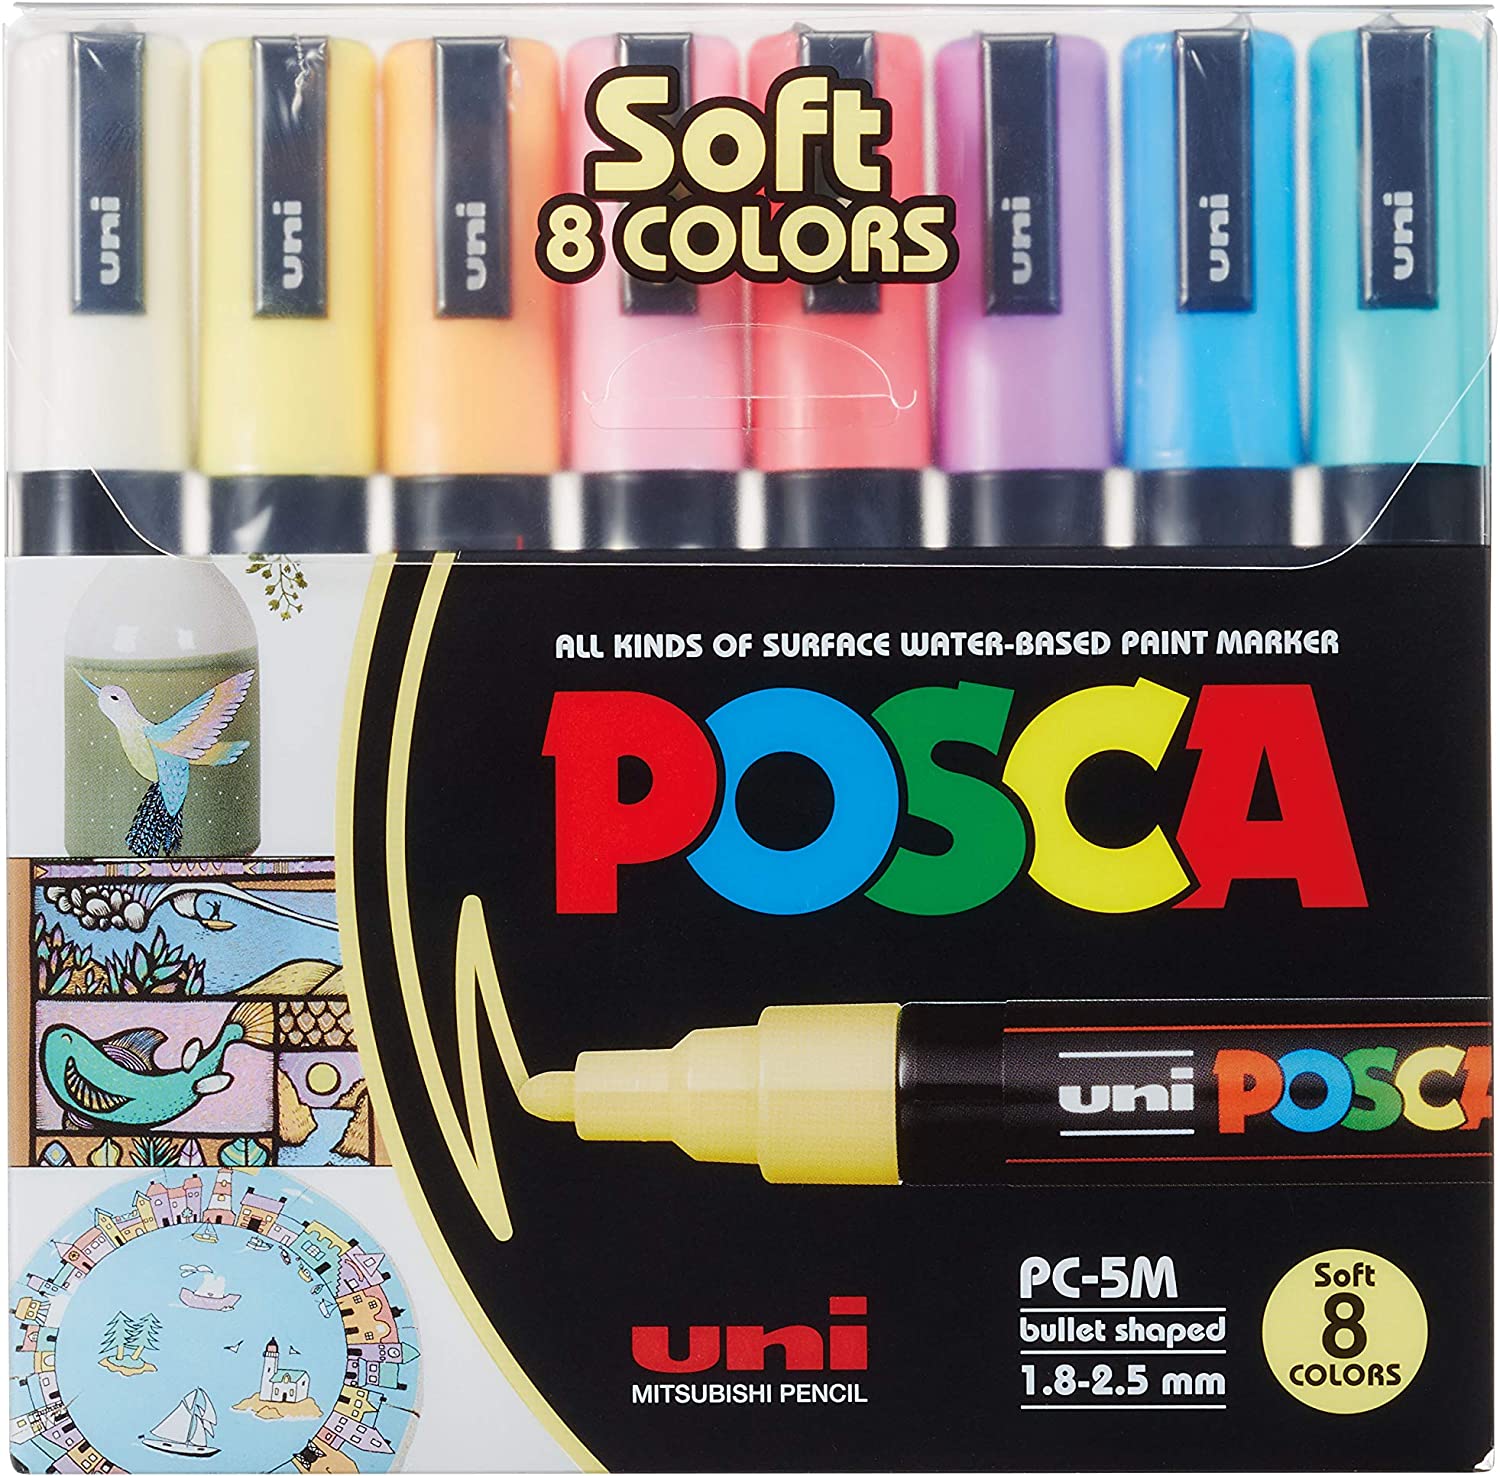 uni
uni
uni
uni
uni
uni
Soft
8 COLORS
ALL KINDS OF SURFACE WATER-BASED PAINT MARKER
POSCA
uni POSCA
uni
MITSUBISHI PENCIL
PC-5M
bullet shaped
1.8-2.5 mm
Soft
8
COLORS